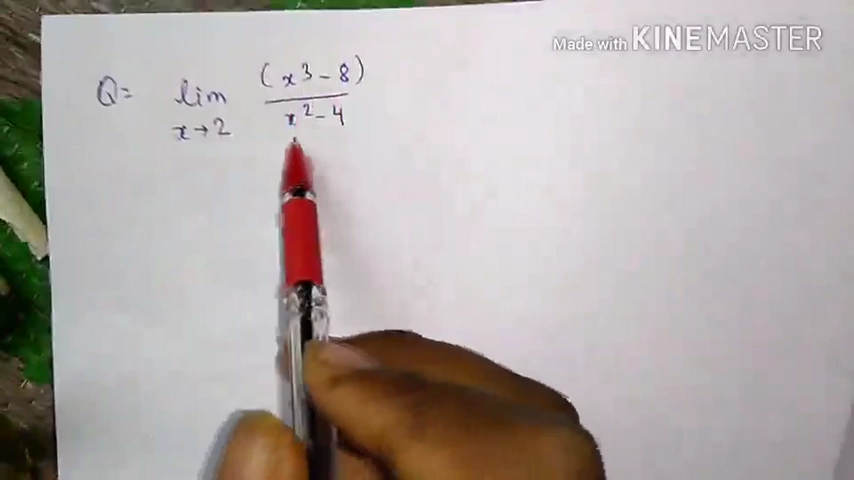 Made with KINEMASTER
Q= lim (x3-8)
x→2 x2-4